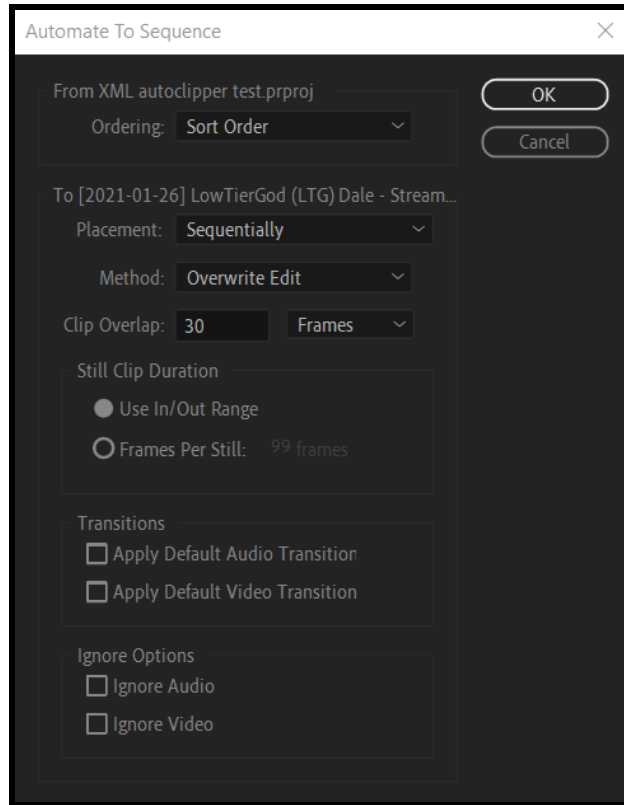 Automate To Sequence
From XML autoclipper test.prproj
Ordering: Sort Order
OK
Cancel
To [2021-01-26] LowTierGod (LTG) Dale - Stream...
Placement: Sequentially
Method: Overwrite Edit
Clip Overlap: 30 Frames
Still Clip Duration
Use In/Out Range
Frames Per Still: 99 frames
Transitions
Apply Default Audio Transition
Apply Default Video Transition
Ignore Options
Ignore Audio
Ignore Video